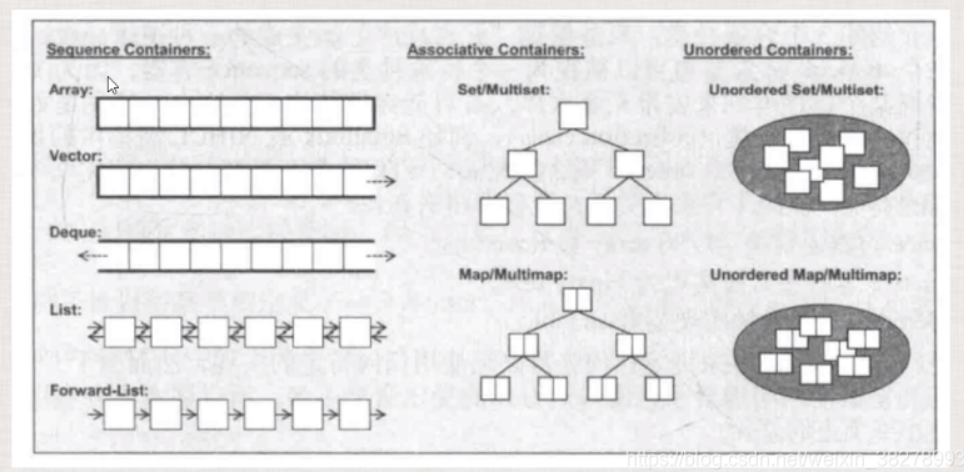 Sequence Containers:
Array:
Vector:
Deque:
List:
Forward-List:
Associative Containers:
Set/Multiset:
Map/Multimap:
Unordered Containers:
Unordered Set/Multiset:
Unordered Map/Multimap:
https://blog.csdn.net/weixin_38278993